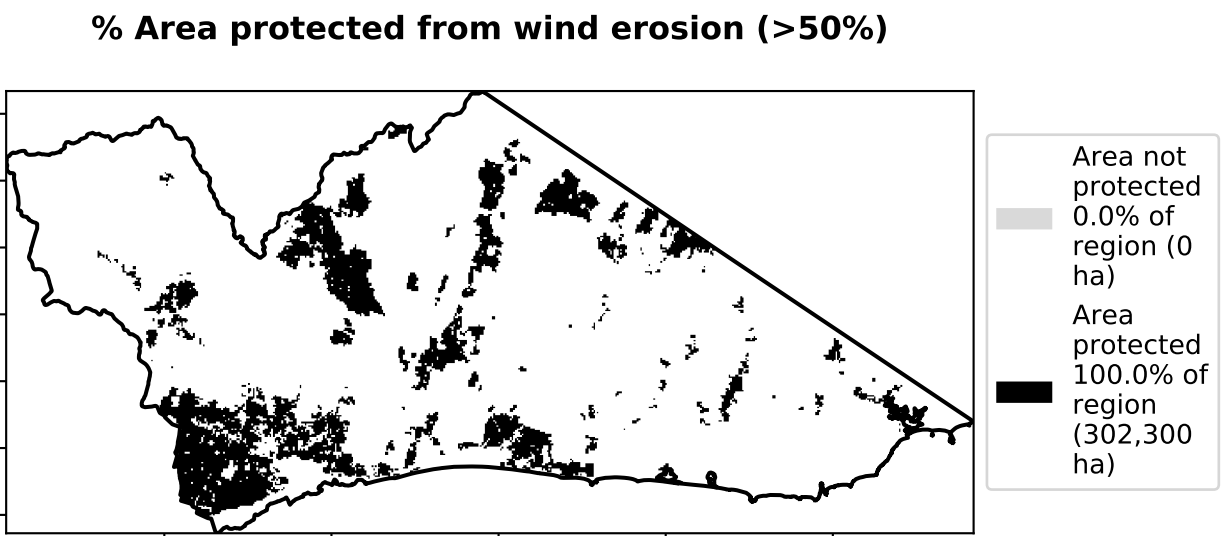 % Area protected from wind erosion (>50%)
Area not
protected
0.0% of
region (0
ha)
Area
protected
100.0% of
region
(302,300
ha)